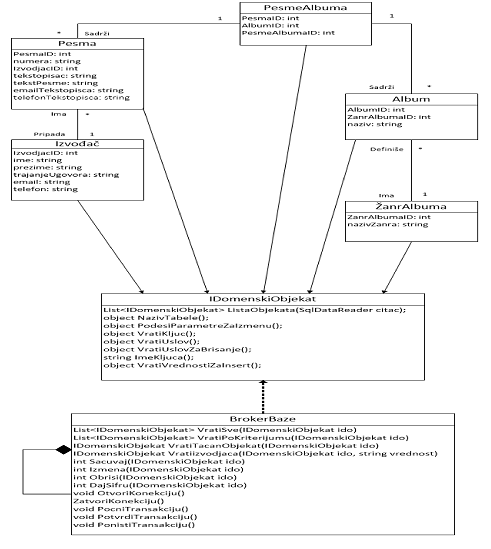 PesmeAlbuma
PesmaID: int
AlbumID: int
PesmeAlbumaID: int
1
1
* Sadrži
Pesma
PesmaID: int
numera: string
IzvodjacID: int
tekstopisac: string
tekstPesme: string
emailTekstopisca: string
telefonTekstopisca: string
Sadrži *
Album
AlbumID: int
ZanrAlbumaID: int
naziv: string
Ima *
Pripada 1
Izvođač
IzvodjacID: int
ime: string
prezime: string
trajanjeUgovora: string
email: string
telefon: string
Definiše *
Ima 1
ŽanrAlbuma
ZanrAlbumaID: int
nazivZanra: string
IDomenskiObjekat
List<IDomenskiObjekat> ListaObjekata(SqlDataReader citac);
object NazivTabele();
object PodesiParametreZaIzmenu();
object VratiKljuc();
object VratiUslov();
object VratiUslovZaBrisanje();
string ImeKljuca();
object VratiVrednostiZaInsert();
BrokerBaze
List<IDomenskiObjekat> VratiSve(IDomenskiObjekat ido)
List<IDomenskiObjekat> VratiPoKriterijumu(IDomenskiObjekat ido)
IDomenskiObjekat VratiTacanObjekat(IDomenskiObjekat ido)
IDomenskiObjekat Vratiizvodjaca(IDomenskiObjekat ido, string vrednost)
int Sacuvaj(IDomenskiObjekat ido)
int Izmena(IDomenskiObjekat ido)
int Obrisi(IDomenskiObjekat ido)
int DajSifru(IDomenskiObjekat ido)
void OtvoriKonekciju()
ZatvoriKonekciju()
void PocniTransakciju()
void PotvrdiTransakciju()
void PonistiTransakciju()